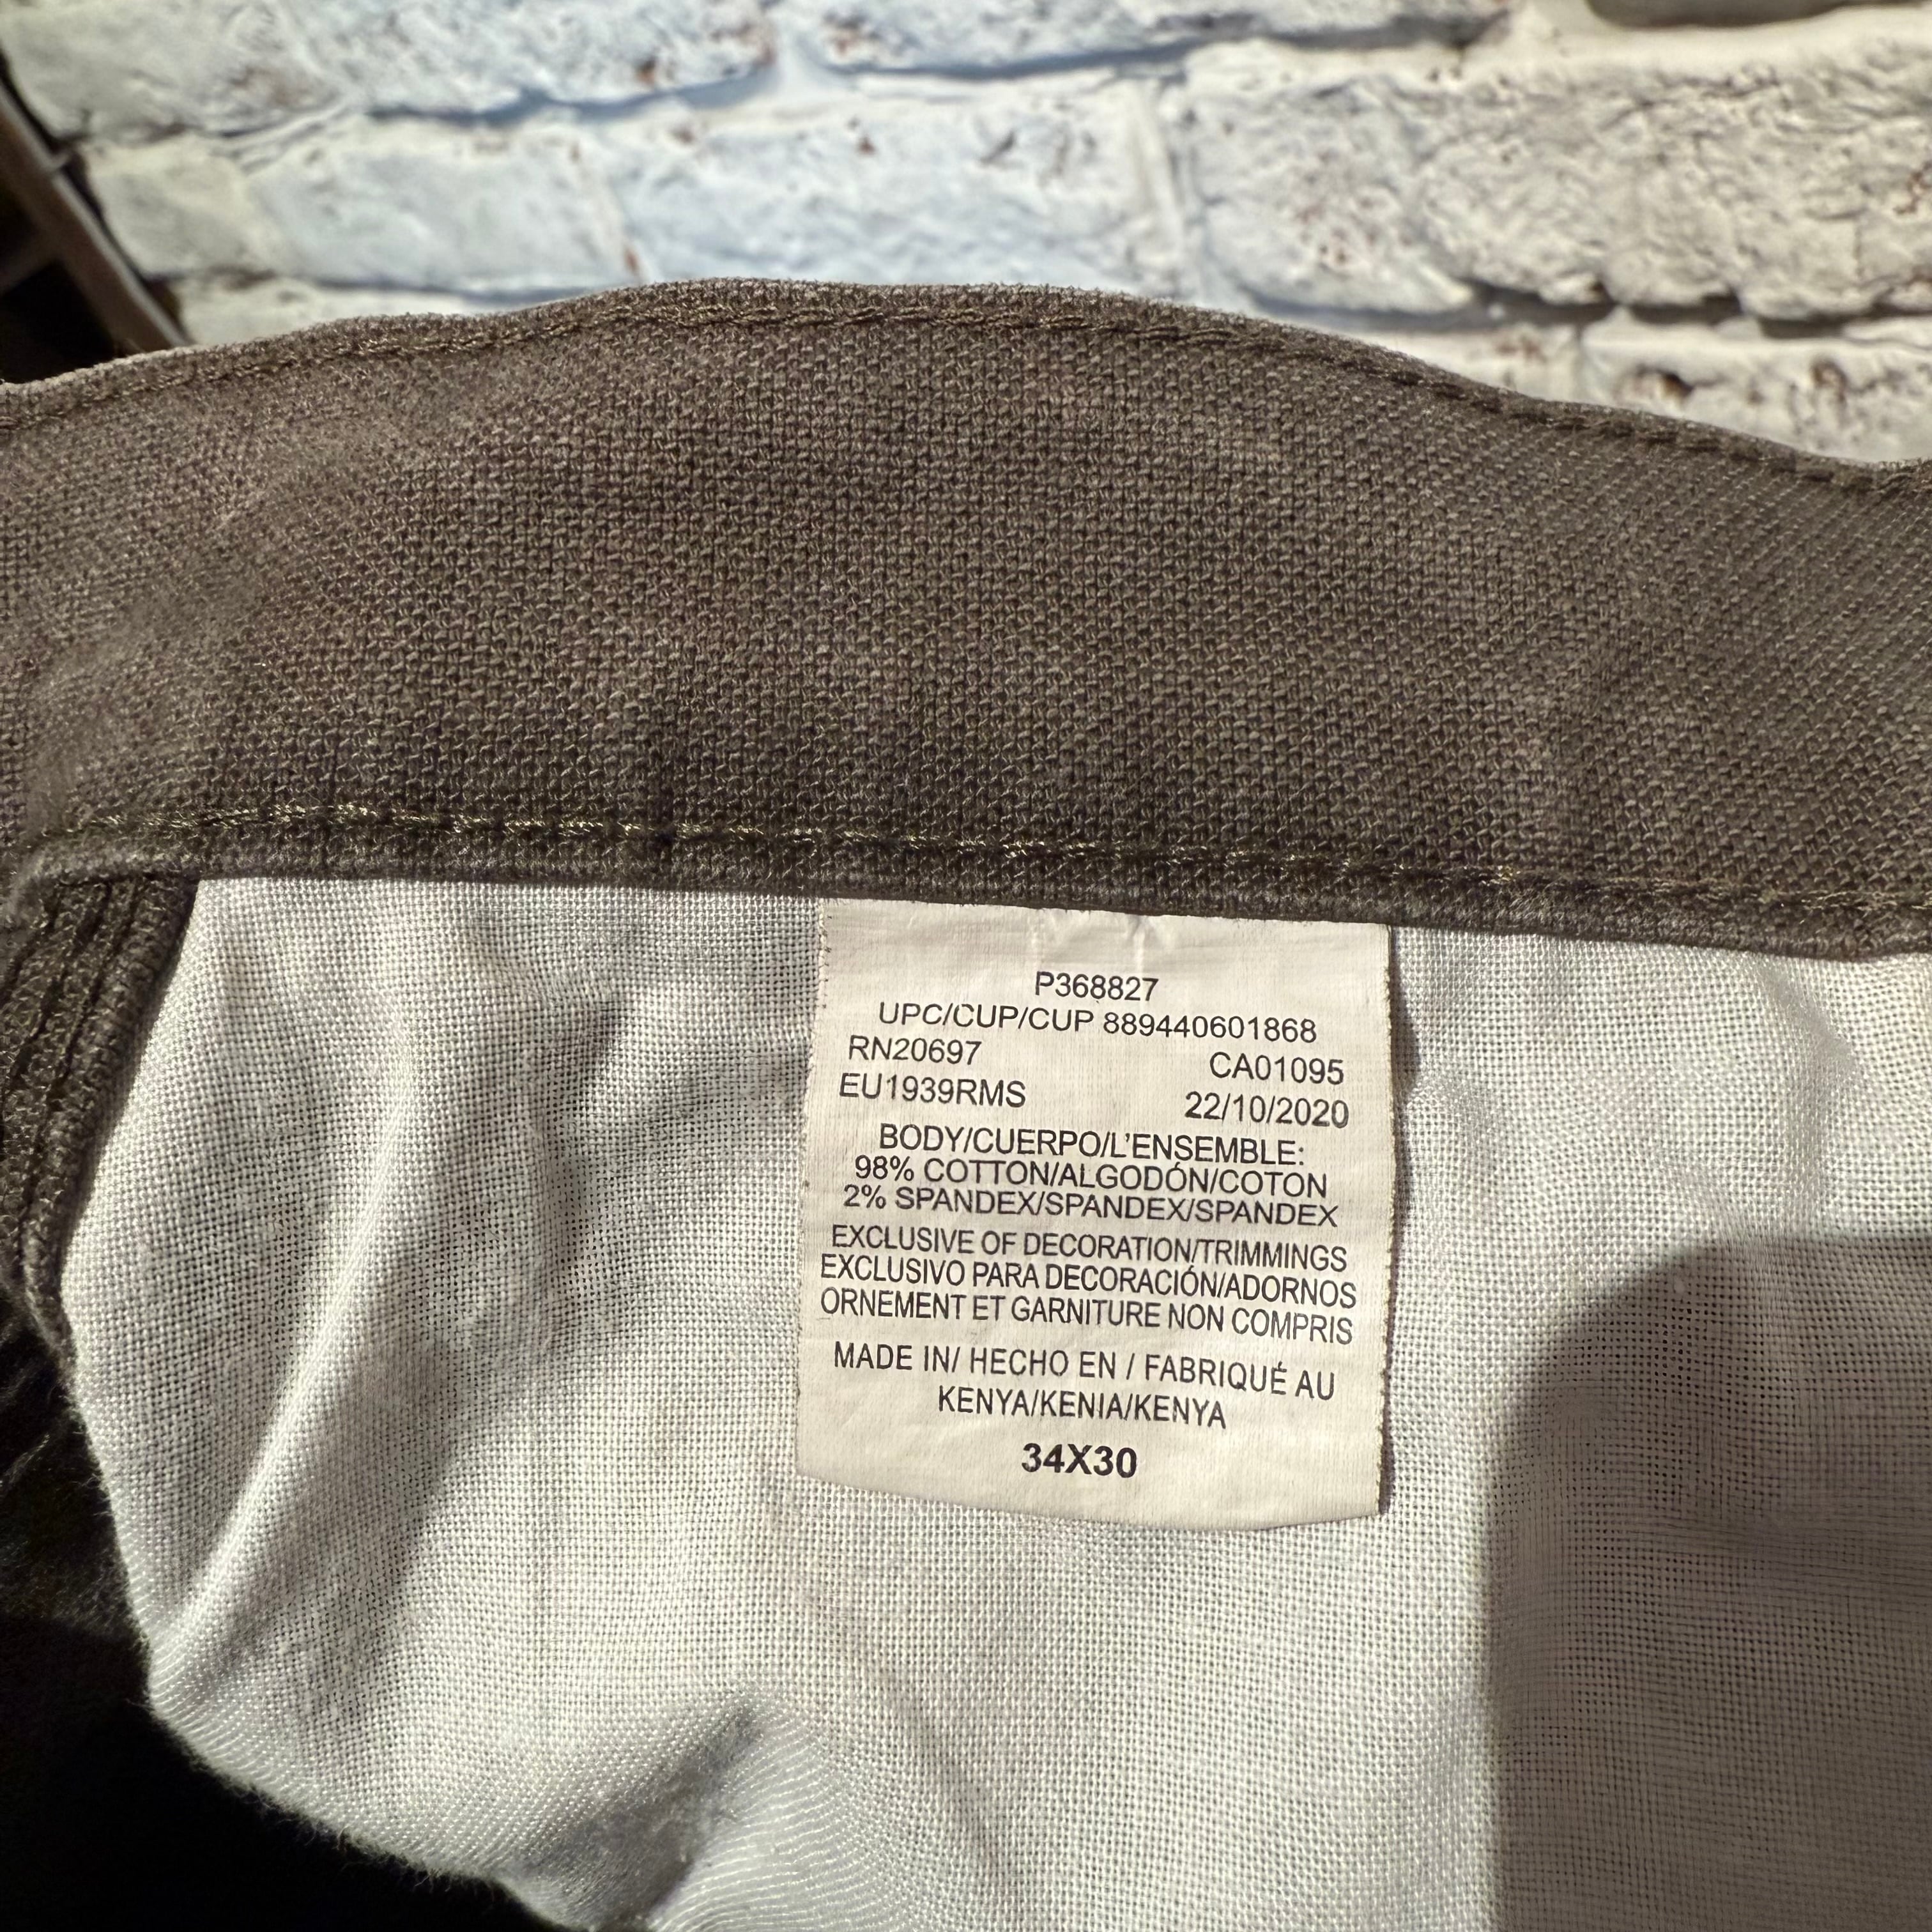 P368827
UPC/CUP/CUP 889440601868
RN20697 CA01095
EU1939RMS 22/10/2020
BODY/CUERPO/L'ENSEMBLE:
98% COTTON/ALGODÓN/COTON
2% SPANDEX/SPANDEX/SPANDEX
EXCLUSIVE OF DECORATION/TRIMMINGS
EXCLUSIVO PARA DECORACIÓN/ADORNOS
ORNEMENT ET GARNITURE NON COMPRIS
MADE IN/ HECHO EN / FABRIQUÉ AU
KENYA/KENIA/KENYA
34X30